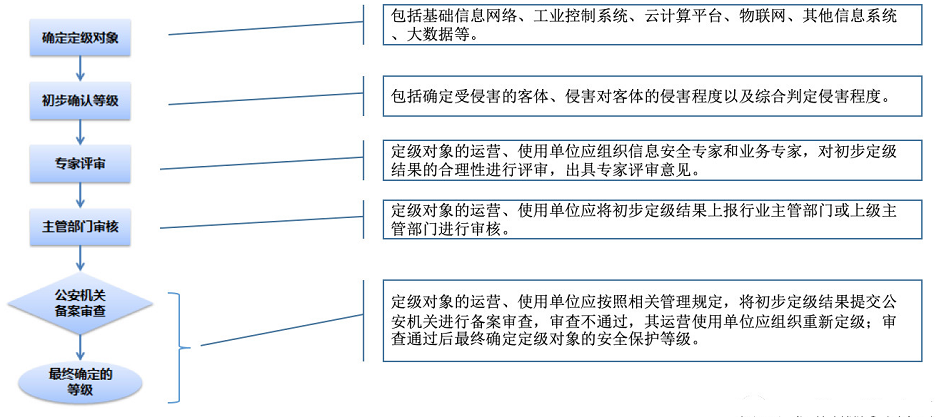 确定定级对象
包括基础信息网络、工业控制系统、云计算平台、物联网、其他信息系统
、大数据等。
初步确认等级
包括确定受侵害的客体、侵害对客体的侵害程度以及综合判定侵害程度。
专家评审
定级对象的运营、使用单位应组织信息安全专家和业务专家，对初步定级
结果的合理性进行评审，出具专家评审意见。
主管部门审核
定级对象的运营、使用单位应将初步定级结果上报行业主管部门或上级主
管部门进行审核。
公安机关
备案审查
定级对象的运营、使用单位应按照相关管理规定，将初步定级结果提交公
安机关进行备案审查，审查不通过，其运营使用单位应组织重新定级；审
查通过后最终确定定级对象的安全保护等级。
最终确定的
等级